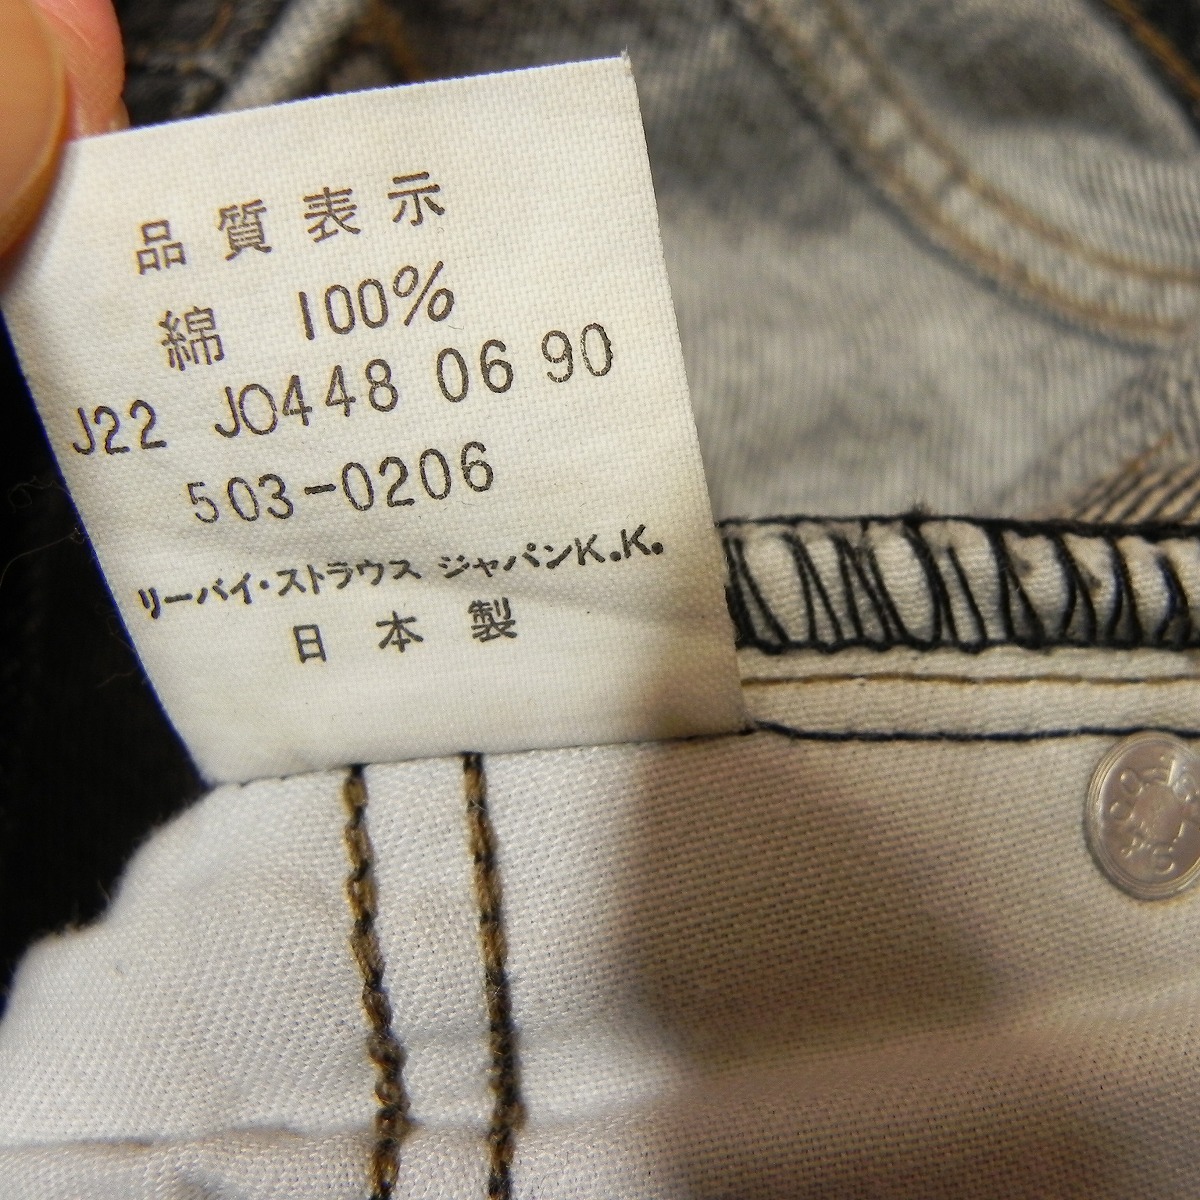 品質表示
綿 100%
J22 J0448 06 90
503-0206
リーバイ・ストラウス ジャパンK.K.
日本製